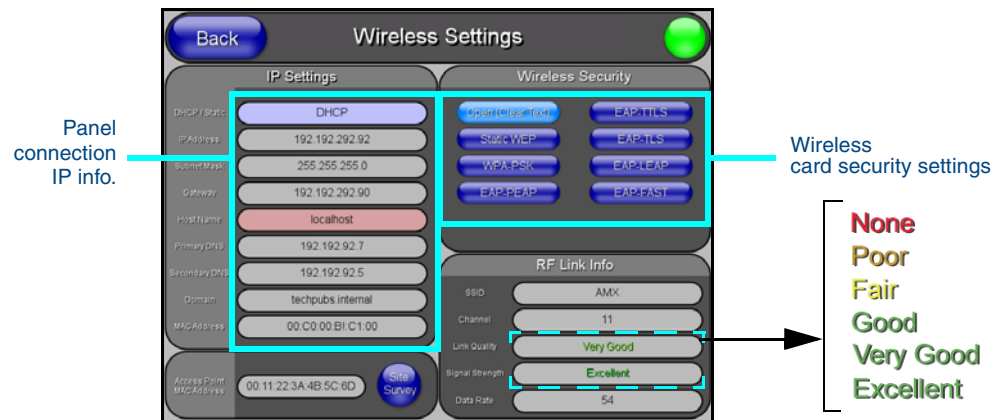 Back
Wireless Settings
IP Settings
DHCP / Static
DHCP
IP Address
192.192.292.92
Subnet Mask
255.255.255.0
Gateway
192.192.292.90
Host Name
localhost
Primary DNS
192.192.92.7
Secondary DNS
192.192.92.5
Domain
techpubs.internal
MAC Address
00:C0:00:BI:C1:00
Access Point
MAC Address
00:11:22:3A:4B:5C:6D
Site
Survey
Wireless Security
Open (Clear Text)
EAP-TTLS
Static WEP
EAP-TLS
WPA-PSK
EAP-LEAP
EAP-PEAP
EAP-FAST
RF Link Info
SSID
AMX
Channel
11
Link Quality
Very Good
Signal Strength
Excellent
Data Rate
54
Panel
connection
IP info.
Wireless
card security settings
None
Poor
Fair
Good
Very Good
Excellent